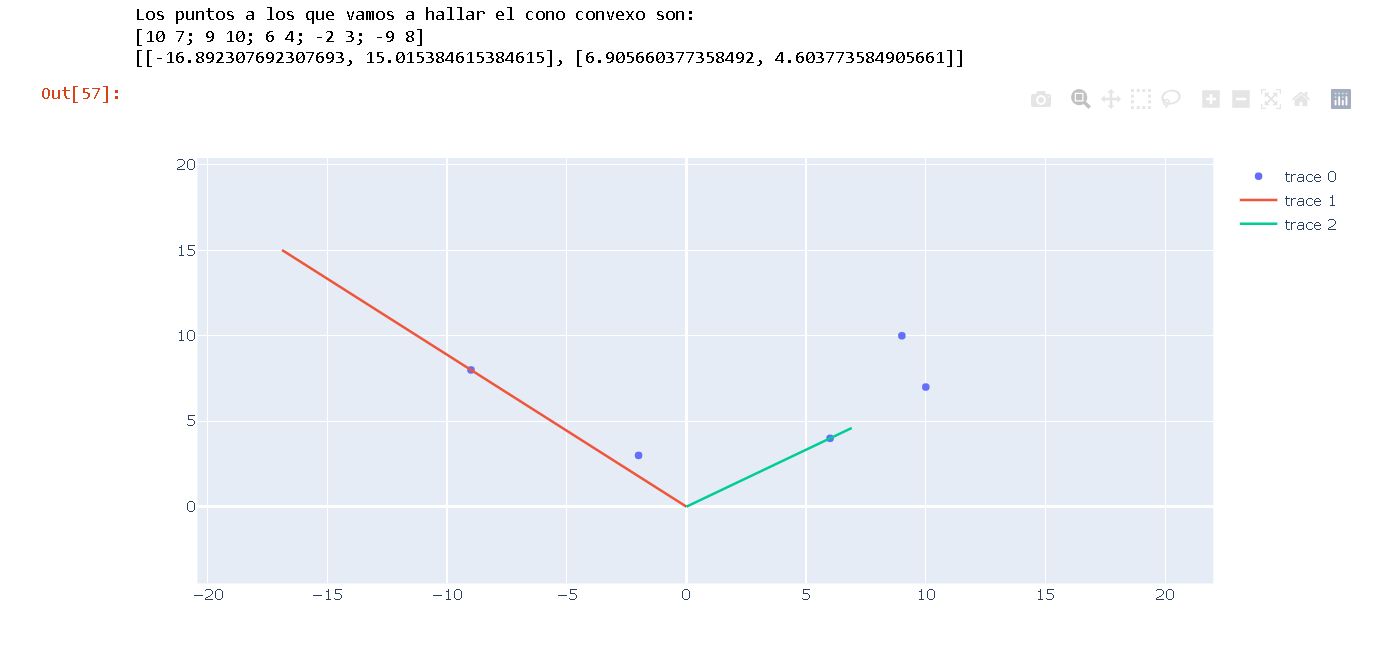 Los puntos a los que vamos a hallar el cono convexo son:
[10 7; 9 10; 6 4; -2 3; -9 8]
[[-16.892307692307693, 15.015384615384615], [6.905660377358492, 4.603773584905661]]
Out[57]:
20
15
10
5
0
−20
−15
−10
−5
0
5
10
15
20
trace 0
trace 1
trace 2